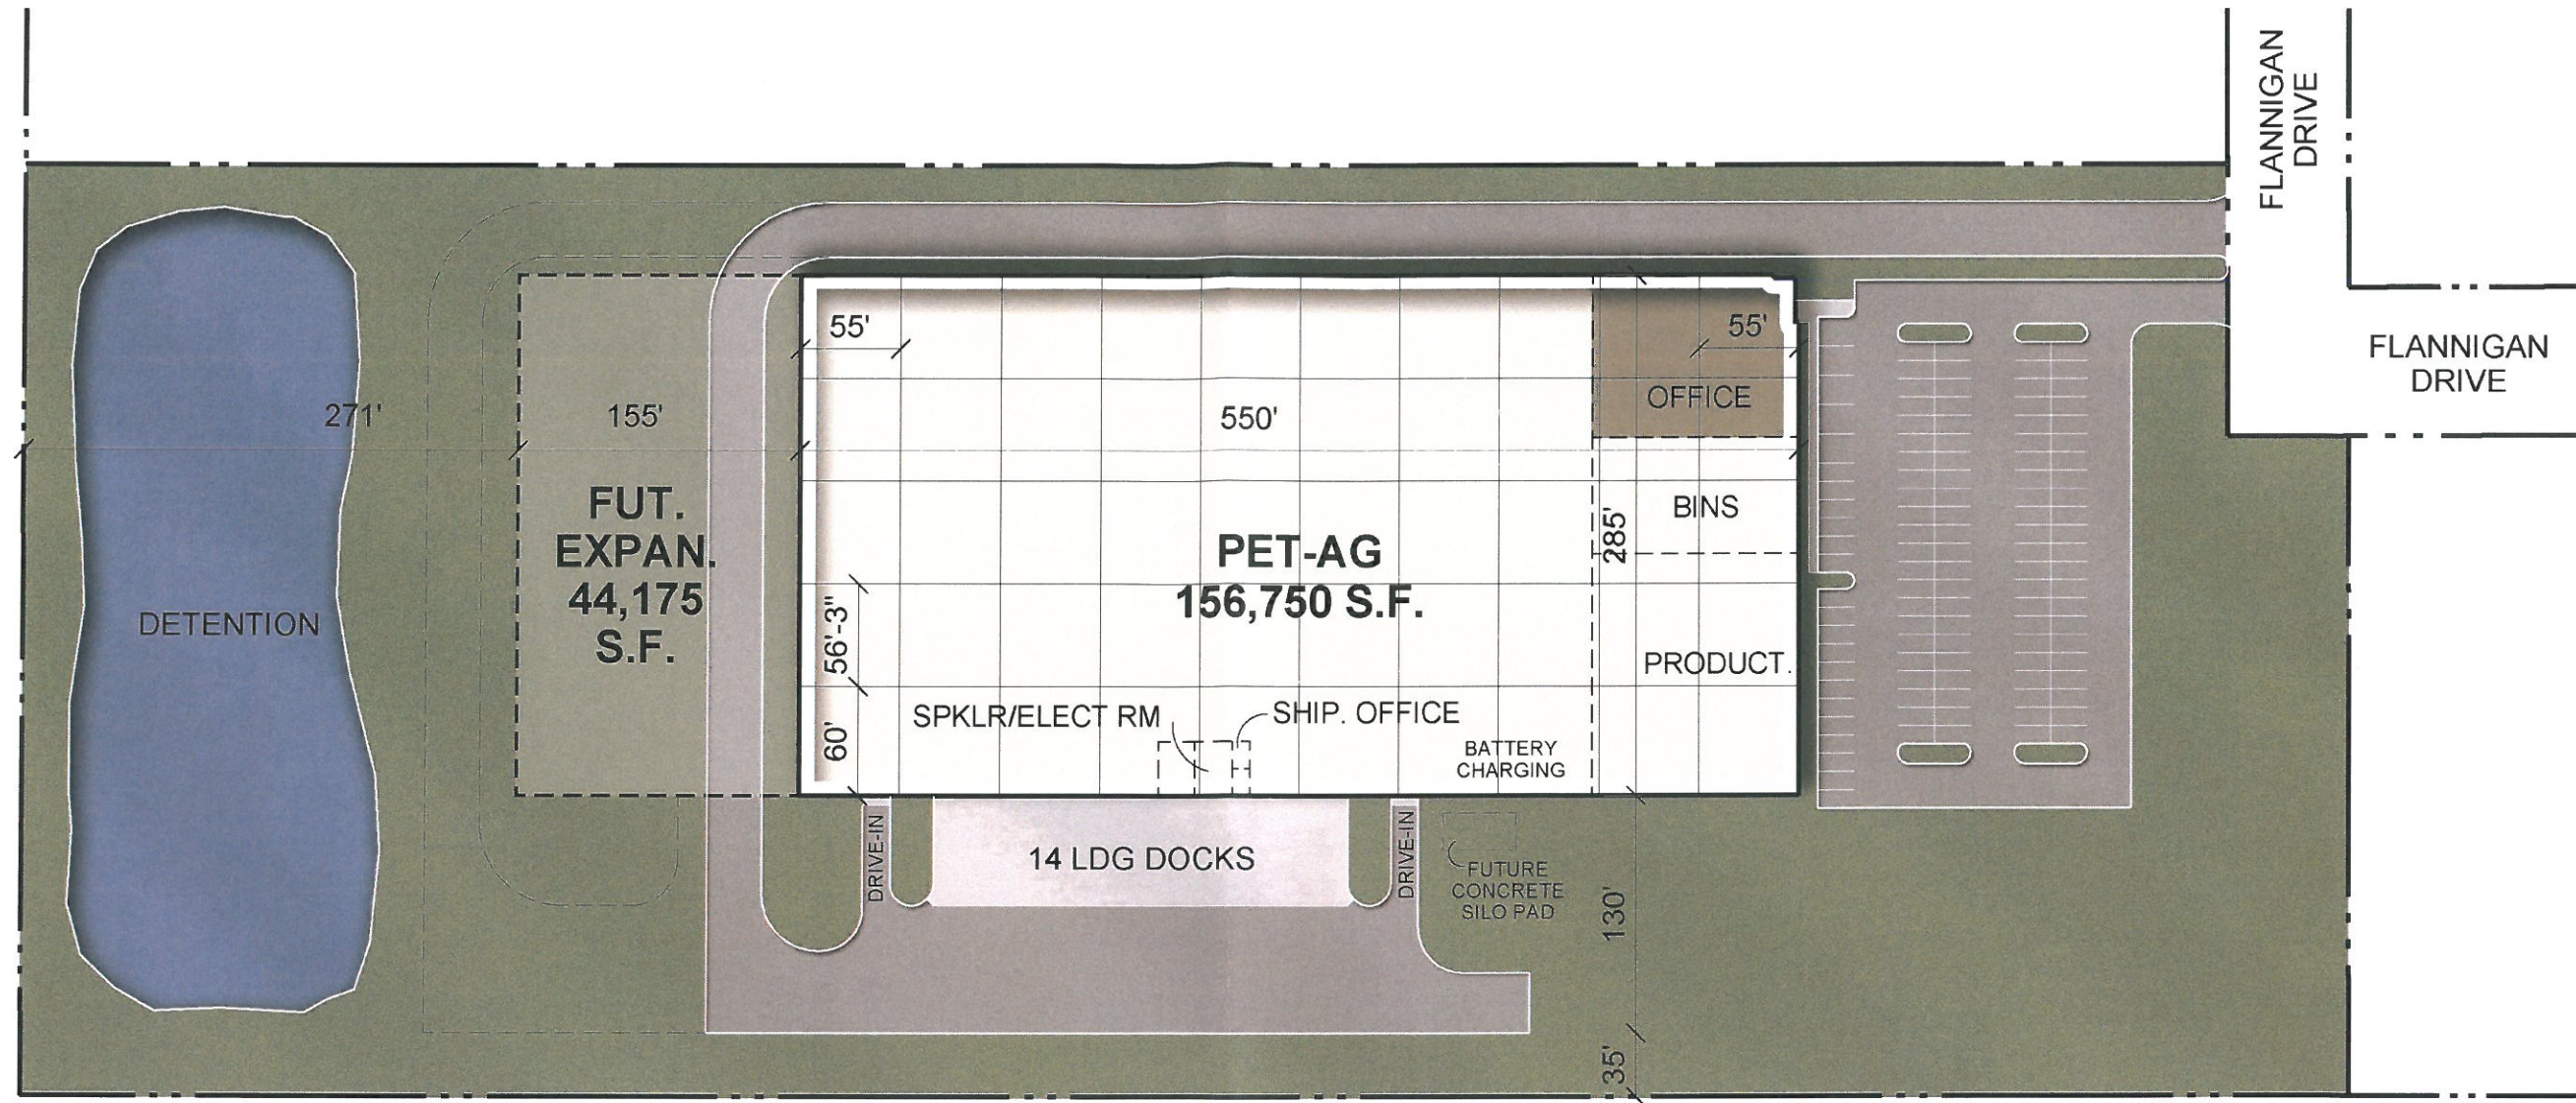 FLANNIGAN
DRIVE
FLANNIGAN
DRIVE
55'
55'
OFFICE
271'
155'
550'
FUT.
EXPAN.
44,175
S.F.
BINS
285'
PET-AG
156,750 S.F.
DETENTION
56'-3"
PRODUCT.
60'
SPKLR/ELECT RM
SHIP. OFFICE
BATTERY
CHARGING
DRIVE-IN
14 LDG DOCKS
DRIVE-IN
FUTURE
CONCRETE
SILO PAD
130'
35'